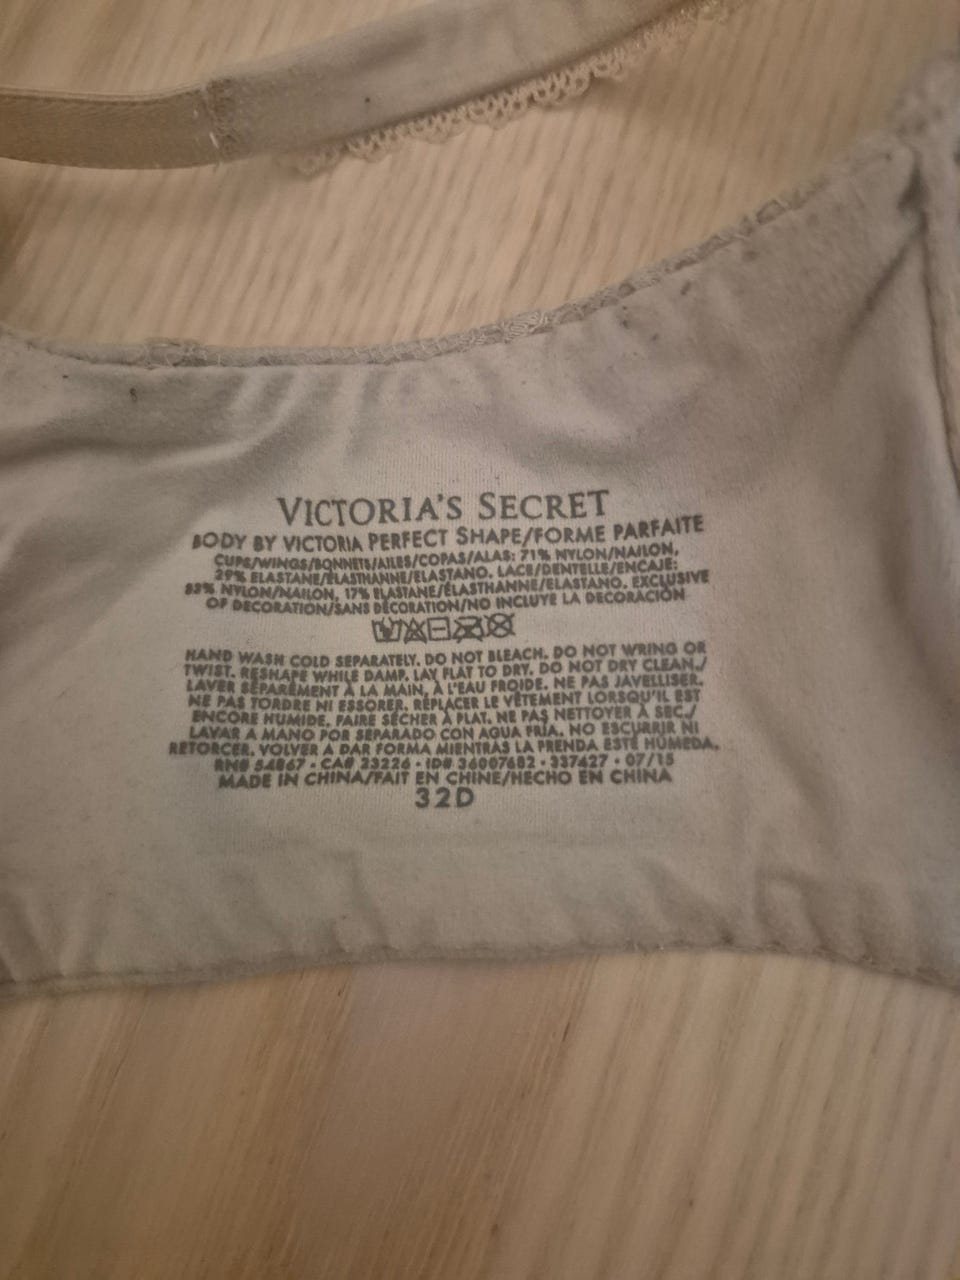 VICTORIA'S SECRET
BODY BY VICTORIA PERFECT SHAPE/FORME PARFAITE
CUPS/WINGS/BONNETS/AILES/COPAS/ALAS: 71% NYLON/NAILON,
29% ELASTANE/ÉLASTHANNE/ELASTANO. LACE/DENTELLE/ENCAJE:
83% NYLON/NAILON, 17% ELASTANE/ÉLASTHANNE/ELASTANO. EXCLUSIVE
OF DECORATION/SANS DÉCORATION/NO INCLUYE LA DECORACIÓN
HAND WASH COLD SEPARATELY. DO NOT BLEACH. DO NOT WRING OR
TWIST. RESHAPE WHILE DAMP. LAY FLAT TO DRY. DO NOT DRY CLEAN./
LAVER SÉPARÉMENT À LA MAIN, À L'EAU FROIDE. NE PAS JAVELLISER.
NE PAS TORDRE NI ESSORER. REPLACER LE VÊTEMENT LORSQU'IL EST
ENCORE HUMIDE. FAIRE SÉCHER À PLAT. NE PAS NETTOYER À SEC./
LAVAR A MANO POR SEPARADO CON AGUA FRÍA. NO ESCURRIR NI
RETORCER. VOLVER A DAR FORMA MIENTRAS LA PRENDA ESTÉ HÚMEDA.
RN# 54867 • CA# 23226 • ID# 36007682 • 337427 • 07/15
MADE IN CHINA/FAIT EN CHINE/HECHO EN CHINA
32D